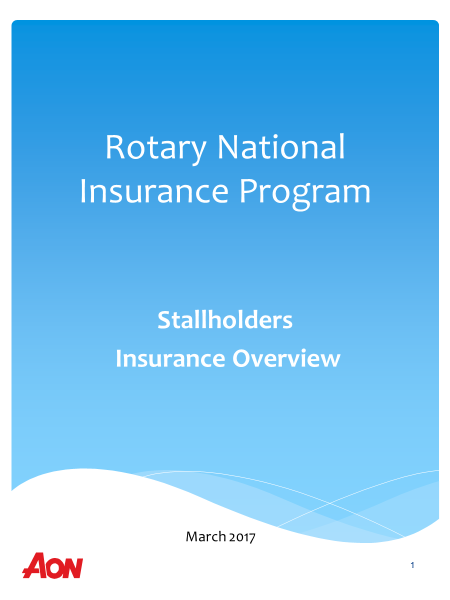 Rotary National
Insurance Program
Stallholders
Insurance Overview
March 2017
AON
1